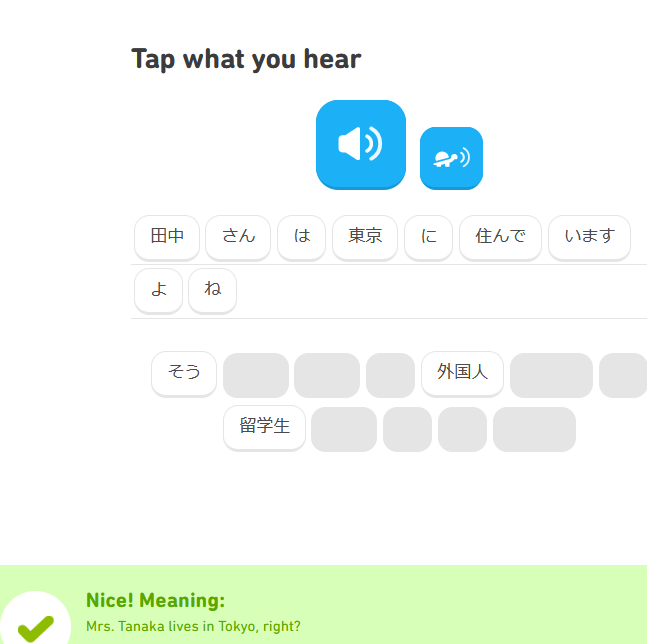 Tap what you hear
田中 さん は 東京 に 住んで います
よ ね
そう 外国人
留学生
Nice! Meaning:
Mrs. Tanaka lives in Tokyo, right?